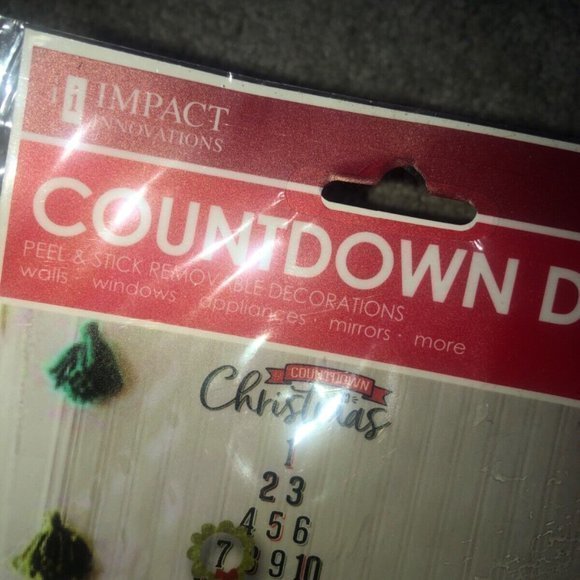 IMPACT
INNOVATIONS
COUNTDOWN D
PEEL & STICK REMOVABLE DECORATIONS
walls · windows · appliances · mirrors · more
COUNTDOWN
Christmas
1
2 3
4 5 6
7 8 9 10